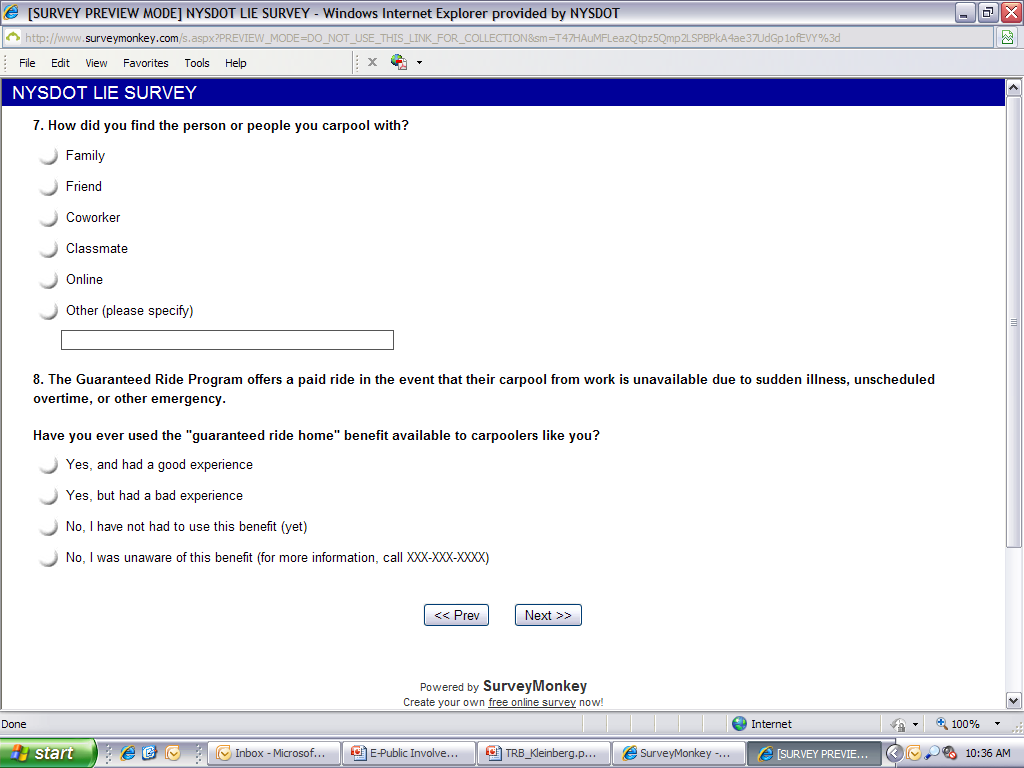 [SURVEY PREVIEW MODE] NYSDOT LIE SURVEY - Windows Internet Explorer provided by NYSDOT
http://www.surveymonkey.com/s.aspx?PREVIEW_MODE=DO_NOT_USE_THIS_LINK_FOR_COLLECTION&sm=T47HAuMFLeazQtpz5Qmp2LSPBPkA4ae37UdGp1ofEVY%3d
File Edit View Favorites Tools Help
NYSDOT LIE SURVEY
7. How did you find the person or people you carpool with?
Family
Friend
Coworker
Classmate
Online
Other (please specify)
8. The Guaranteed Ride Program offers a paid ride in the event that their carpool from work is unavailable due to sudden illness, unscheduled
overtime, or other emergency.
Have you ever used the "guaranteed ride home" benefit available to carpoolers like you?
Yes, and had a good experience
Yes, but had a bad experience
No, I have not had to use this benefit (yet)
No, I was unaware of this benefit (for more information, call XXX-XXX-XXXX)
<< Prev Next >>
Powered by SurveyMonkey
Create your own free online survey now!
Done Internet 100%
start Inbox - Microsof... E-Public Involve... TRB_Kleinberg.p... SurveyMonkey -... [SURVEY PREVIE... 10:36 AM